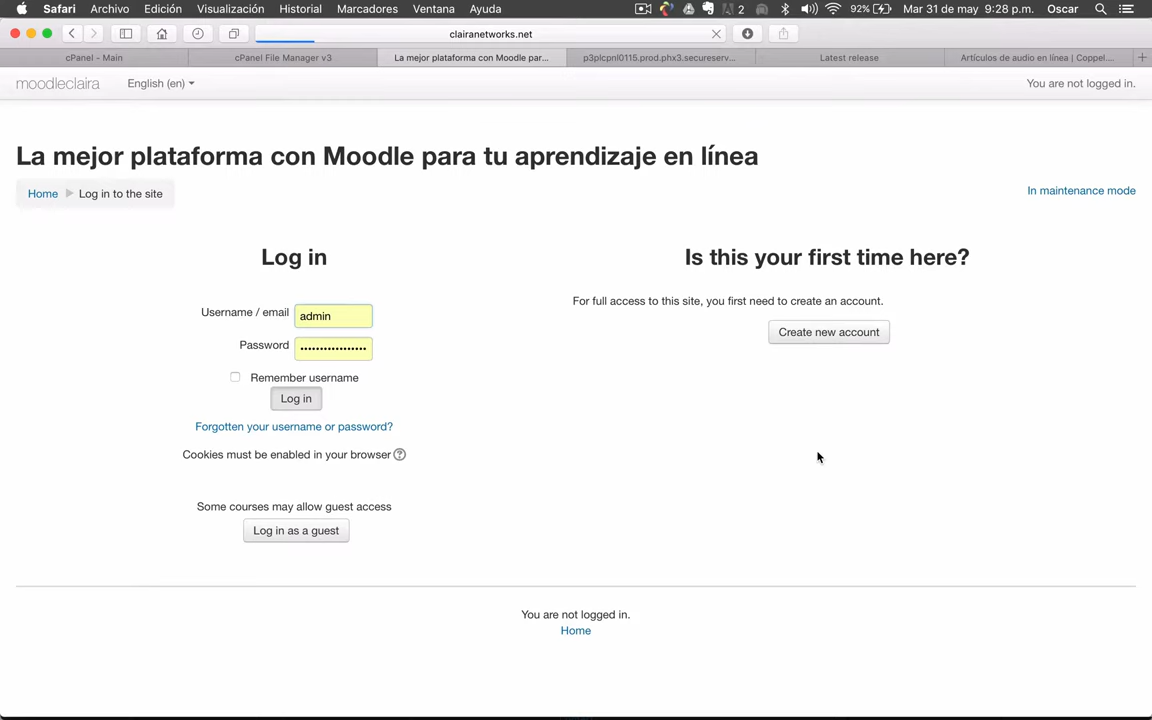 Safari Archivo Edición Visualización Historial Marcadores Ventana Ayuda 2 92% Mar 31 de may 9:28 p.m. Oscar
clairanetworks.net
cPanel - Main cPanel File Manager v3 La mejor plataforma con Moodle par... p3plcpnl0115.prod.phx3.secureserv... Latest release Artículos de audio en línea | Coppel....
moodleclaira English (en) You are not logged in.
La mejor plataforma con Moodle para tu aprendizaje en línea
Home Log in to the site In maintenance mode
Log in
Username / email admin
Password
Remember username
Log in
Forgotten your username or password?
Cookies must be enabled in your browser ?
Some courses may allow guest access
Log in as a guest
Is this your first time here?
For full access to this site, you first need to create an account.
Create new account
You are not logged in.
Home